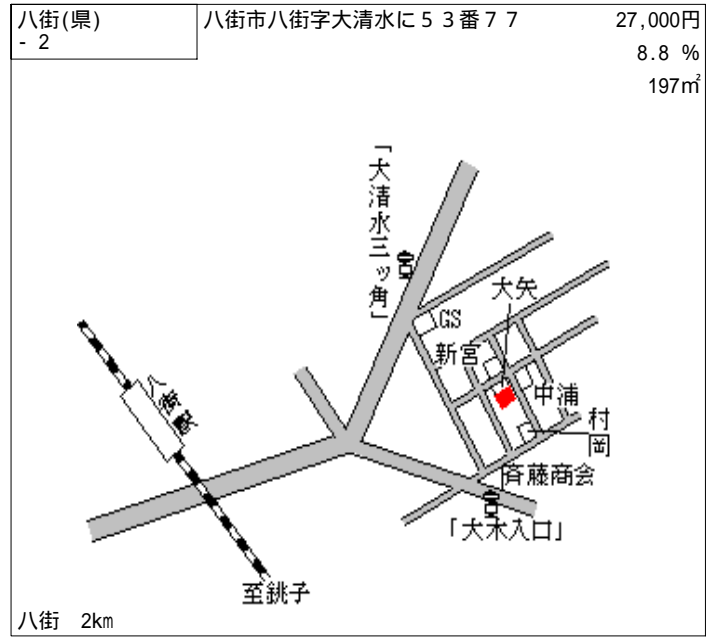 八街(県)
- 2
八街市八街字大清水に５３番７７
27,000円
8.8 %
197㎡
「大清水三ッ角」
大矢
GS
新宮
中浦
村岡
八街駅
斉藤商会
「大木入口」
至銚子
八街 2km